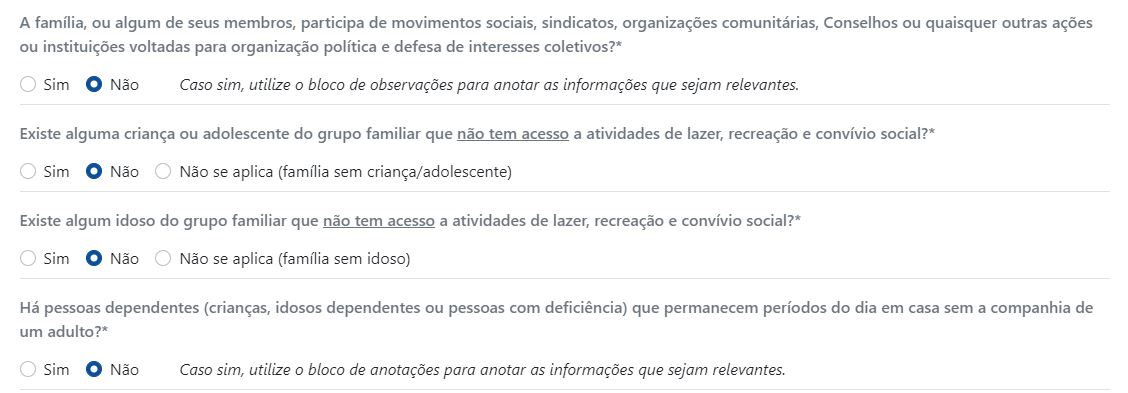 A família, ou algum de seus membros, participa de movimentos sociais, sindicatos, organizações comunitárias, Conselhos ou quaisquer outras ações
ou instituições voltadas para organização política e defesa de interesses coletivos?*
Sim Não Caso sim, utilize o bloco de observações para anotar as informações que sejam relevantes.
Existe alguma criança ou adolescente do grupo familiar que não tem acesso a atividades de lazer, recreação e convívio social?*
Sim Não Não se aplica (família sem criança/adolescente)
Existe algum idoso do grupo familiar que não tem acesso a atividades de lazer, recreação e convívio social?*
Sim Não Não se aplica (família sem idoso)
Há pessoas dependentes (crianças, idosos dependentes ou pessoas com deficiência) que permanecem períodos do dia em casa sem a companhia de
um adulto?*
Sim Não Caso sim, utilize o bloco de anotações para anotar as informações que sejam relevantes.